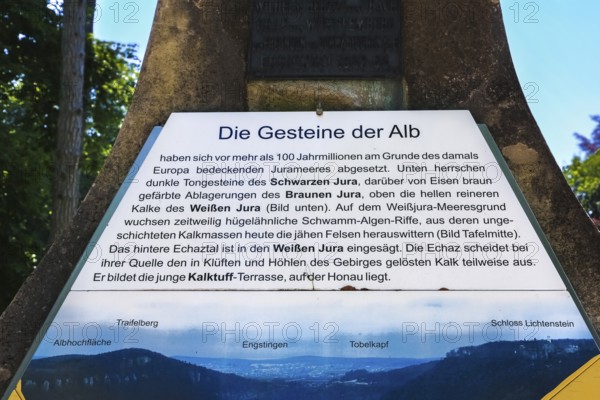 Die Gesteine der Alb
haben sich vor mehr als 100 Jahrmillionen am Grunde des damals
Europa bedeckenden Jurameeres abgesetzt. Unten herrschen
dunkle Tongesteine des Schwarzen Jura, darüber von Eisen braun
gefärbte Ablagerungen des Braunen Jura, oben die hellen reineren
Kalke des Weißen Jura (Bild unten). Auf dem Weißjura-Meeresgrund
wuchsen zeitweilig hügelähnliche Schwamm-Algen-Riffe, aus deren unge-
schichteten Kalkmassen heute die jähen Felsen herauswittern (Bild Tafelmitte).
Das hintere Echaztal ist in den Weißen Jura eingesägt. Die Echaz scheidet bei
ihrer Quelle den in Klüften und Höhlen des Gebirges gelösten Kalk teilweise aus.
Er bildet die junge Kalktuff-Terrasse, auf der Honau liegt.
Traifelberg Schloss Lichtenstein
Albhochfläche Engstingen Tobelkapf